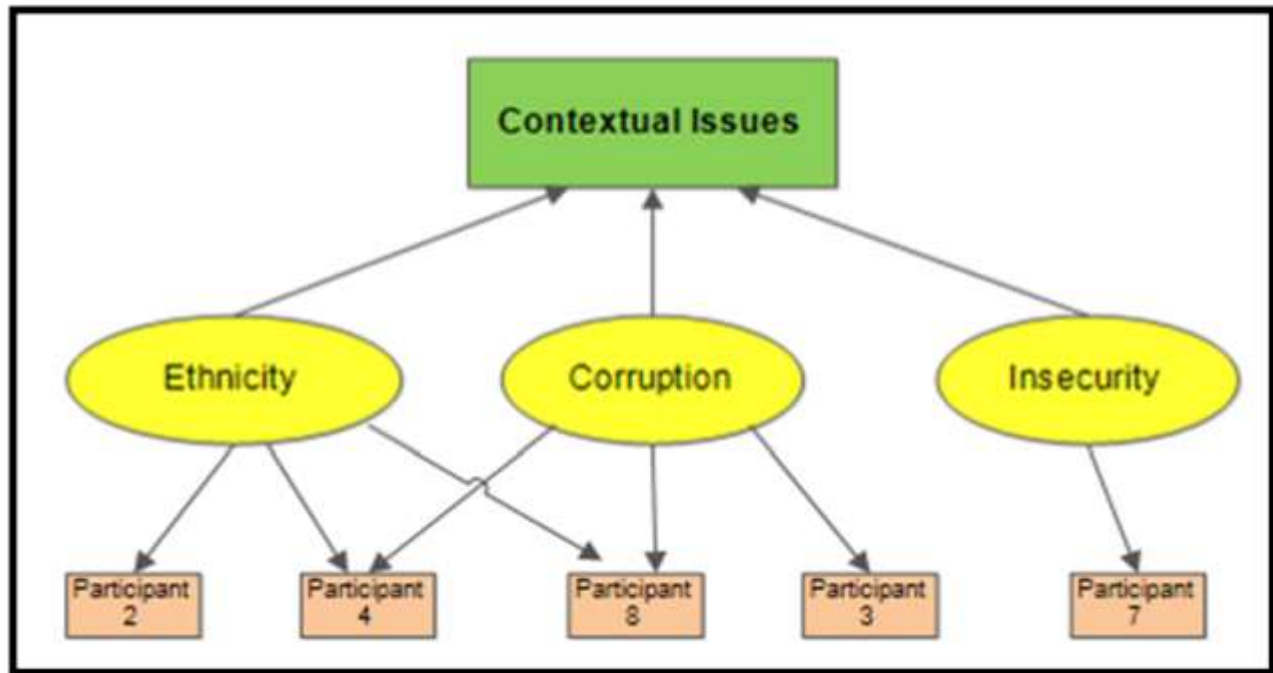 Contextual Issues
Ethnicity
Corruption
Insecurity
Participant
2
Participant
4
Participant
8
Participant
3
Participant
7